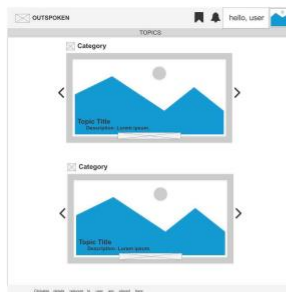 OUTSPOKEN
hello, user
TOPICS
Category
Topic Title
Description. Lorem ipsum.
Category
Topic Title
Description. Lorem ipsum.